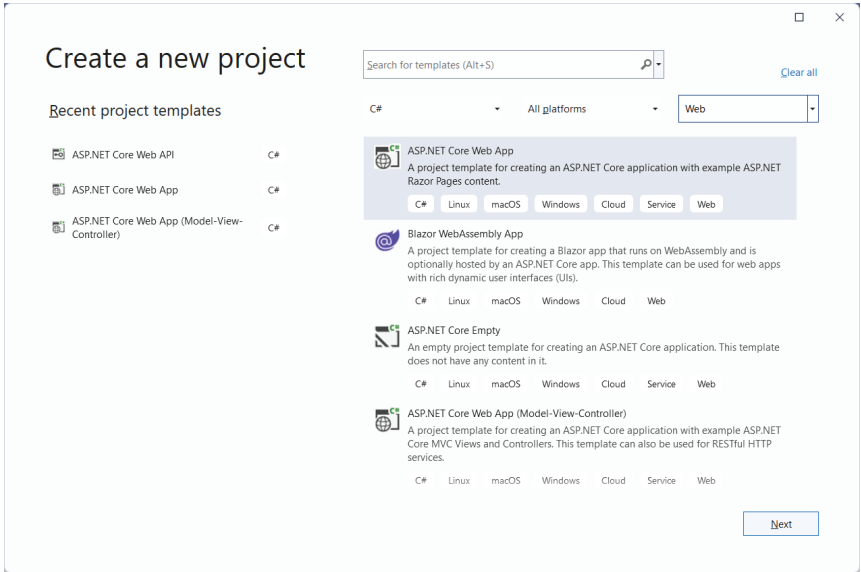 Create a new project
Search for templates (Alt+S)
Clear all
Recent project templates
C#
All platforms
Web
ASP.NET Core Web API
C#
ASP.NET Core Web App
C#
ASP.NET Core Web App (Model-View-
Controller)
C#
ASP.NET Core Web App
A project template for creating an ASP.NET Core application with example ASP.NET
Razor Pages content.
C# Linux macOS Windows Cloud Service Web
Blazor WebAssembly App
A project template for creating a Blazor app that runs on WebAssembly and is
optionally hosted by an ASP.NET Core app. This template can be used for web apps
with rich dynamic user interfaces (UIs).
C# Linux macOS Windows Cloud Web
ASP.NET Core Empty
An empty project template for creating an ASP.NET Core application. This template
does not have any content in it.
C# Linux macOS Windows Cloud Service Web
ASP.NET Core Web App (Model-View-Controller)
A project template for creating an ASP.NET Core application with example ASP.NET
Core MVC Views and Controllers. This template can also be used for RESTful HTTP
services.
C# Linux macOS Windows Cloud Service Web
Next